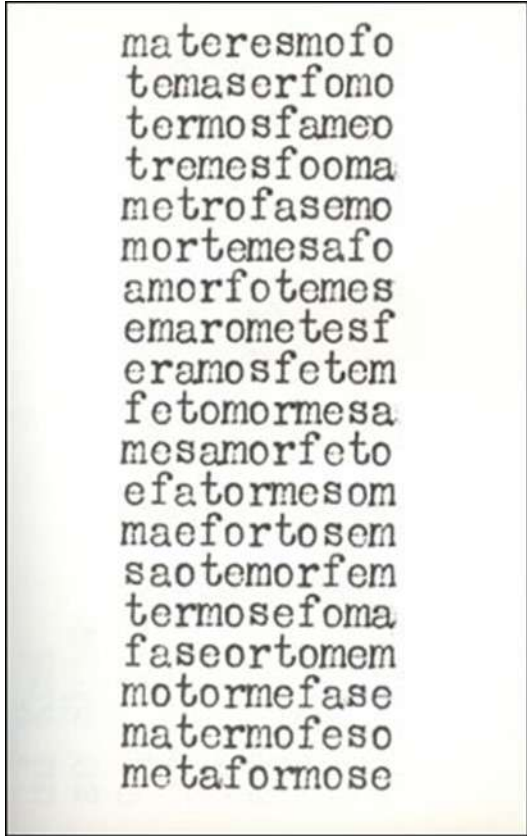 materesmofo
temaserfomo
termosfameo
tremesfooma
metrofasemo
mortemesafo
amorfotemes
emarometesf
eramosfetem
fetomormesa
mesamorfeto
efatormesom
maefortosem
saotemorfem
termosefoma
faseortomem
motormefase
matermofeso
metaformose